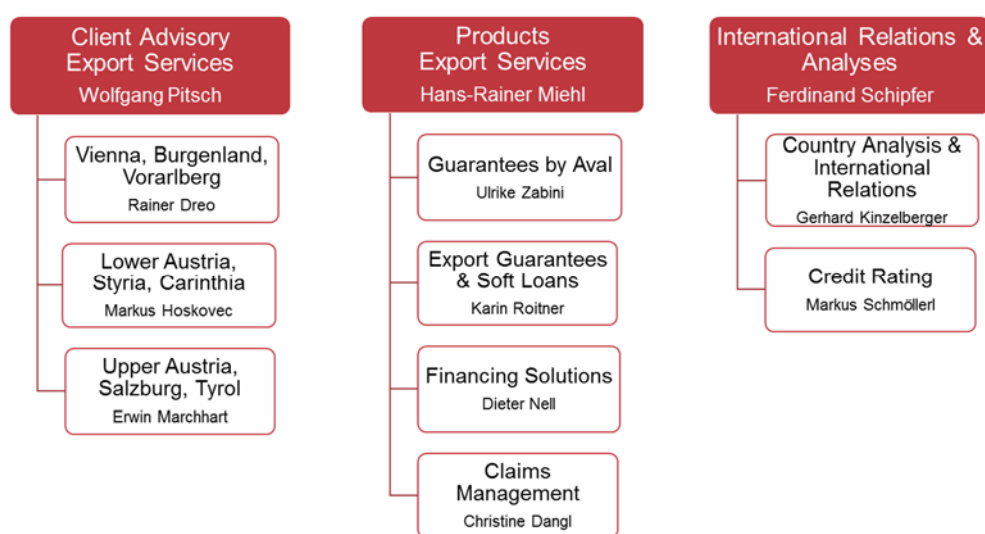 Client Advisory
Export Services
Wolfgang Pitsch
Vienna, Burgenland,
Vorarlberg
Rainer Dreo
Lower Austria,
Styria, Carinthia
Markus Hoskovec
Upper Austria,
Salzburg, Tyrol
Erwin Marchhart
Products
Export Services
Hans-Rainer Miehl
Guarantees by Aval
Ulrike Zabini
Export Guarantees
& Soft Loans
Karin Roitner
Financing Solutions
Dieter Nell
Claims
Management
Christine Dangl
International Relations &
Analyses
Ferdinand Schipfer
Country Analysis &
International
Relations
Gerhard Kinzelberger
Credit Rating
Markus Schmöllerl